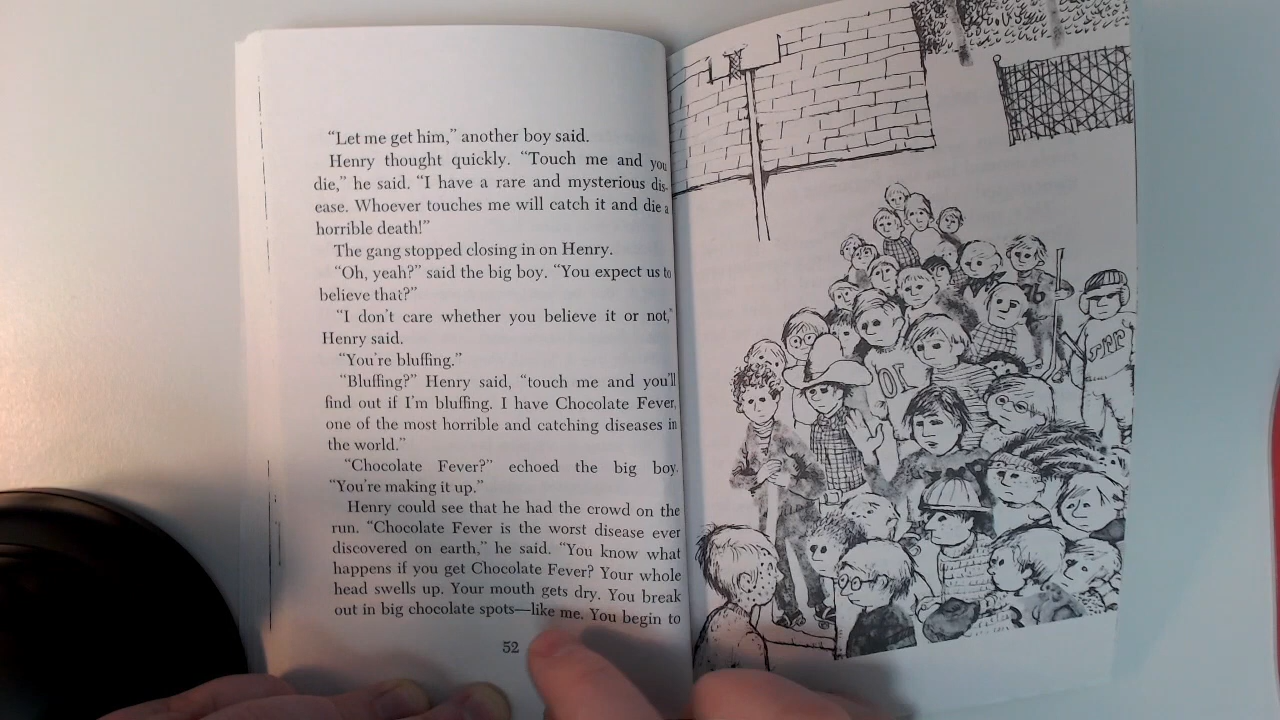 “Let me get him,” another boy said.
Henry thought quickly. “Touch me and you
die,” he said. “I have a rare and mysterious dis-
ease. Whoever touches me will catch it and die a
horrible death!”
The gang stopped closing in on Henry.
“Oh, yeah?” said the big boy. “You expect us to
believe that?”
“I don’t care whether you believe it or not,”
Henry said.
“You’re bluffing.”
“Bluffing?” Henry said, “touch me and you’ll
find out if I’m bluffing. I have Chocolate Fever,
one of the most horrible and catching diseases in
the world.”
“Chocolate Fever?” echoed the big boy.
“You’re making it up.”
Henry could see that he had the crowd on the
run. “Chocolate Fever is the worst disease ever
discovered on earth,” he said. “You know what
happens if you get Chocolate Fever? Your whole
head swells up. Your mouth gets dry. You break
out in big chocolate spots—like me. You begin to
52